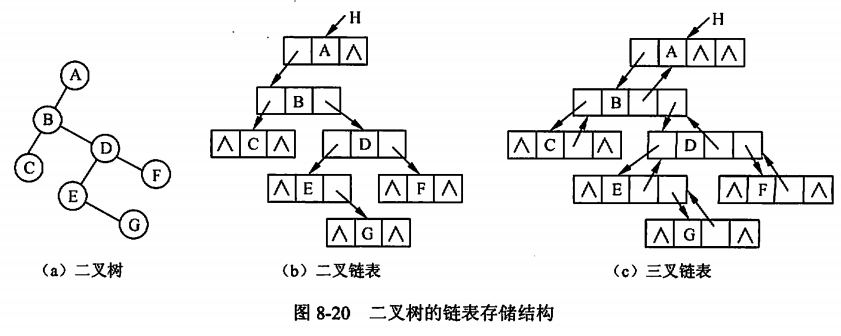 H
H
A
A ∧
A ∧ ∧
B
B
B
C
D
E
F
G
∧ C ∧
D
∧ C ∧
D
∧ E
∧ F ∧
∧ E
∧ F ∧
∧ G ∧
∧ G ∧
(a) 二叉树
(b) 二叉链表
(c) 三叉链表
图 8-20 二叉树的链表存储结构